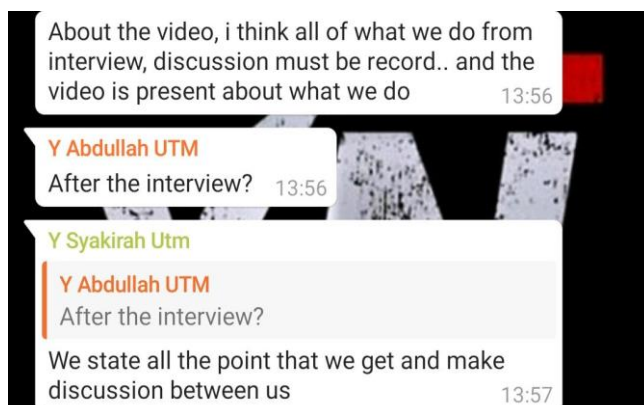 About the video, i think all of what we do from
interview, discussion must be record.. and the
video is present about what we do 13:56
Y Abdullah UTM
After the interview? 13:56
Y Syakirah Utm
Y Abdullah UTM
After the interview?
We state all the point that we get and make
discussion between us 13:57